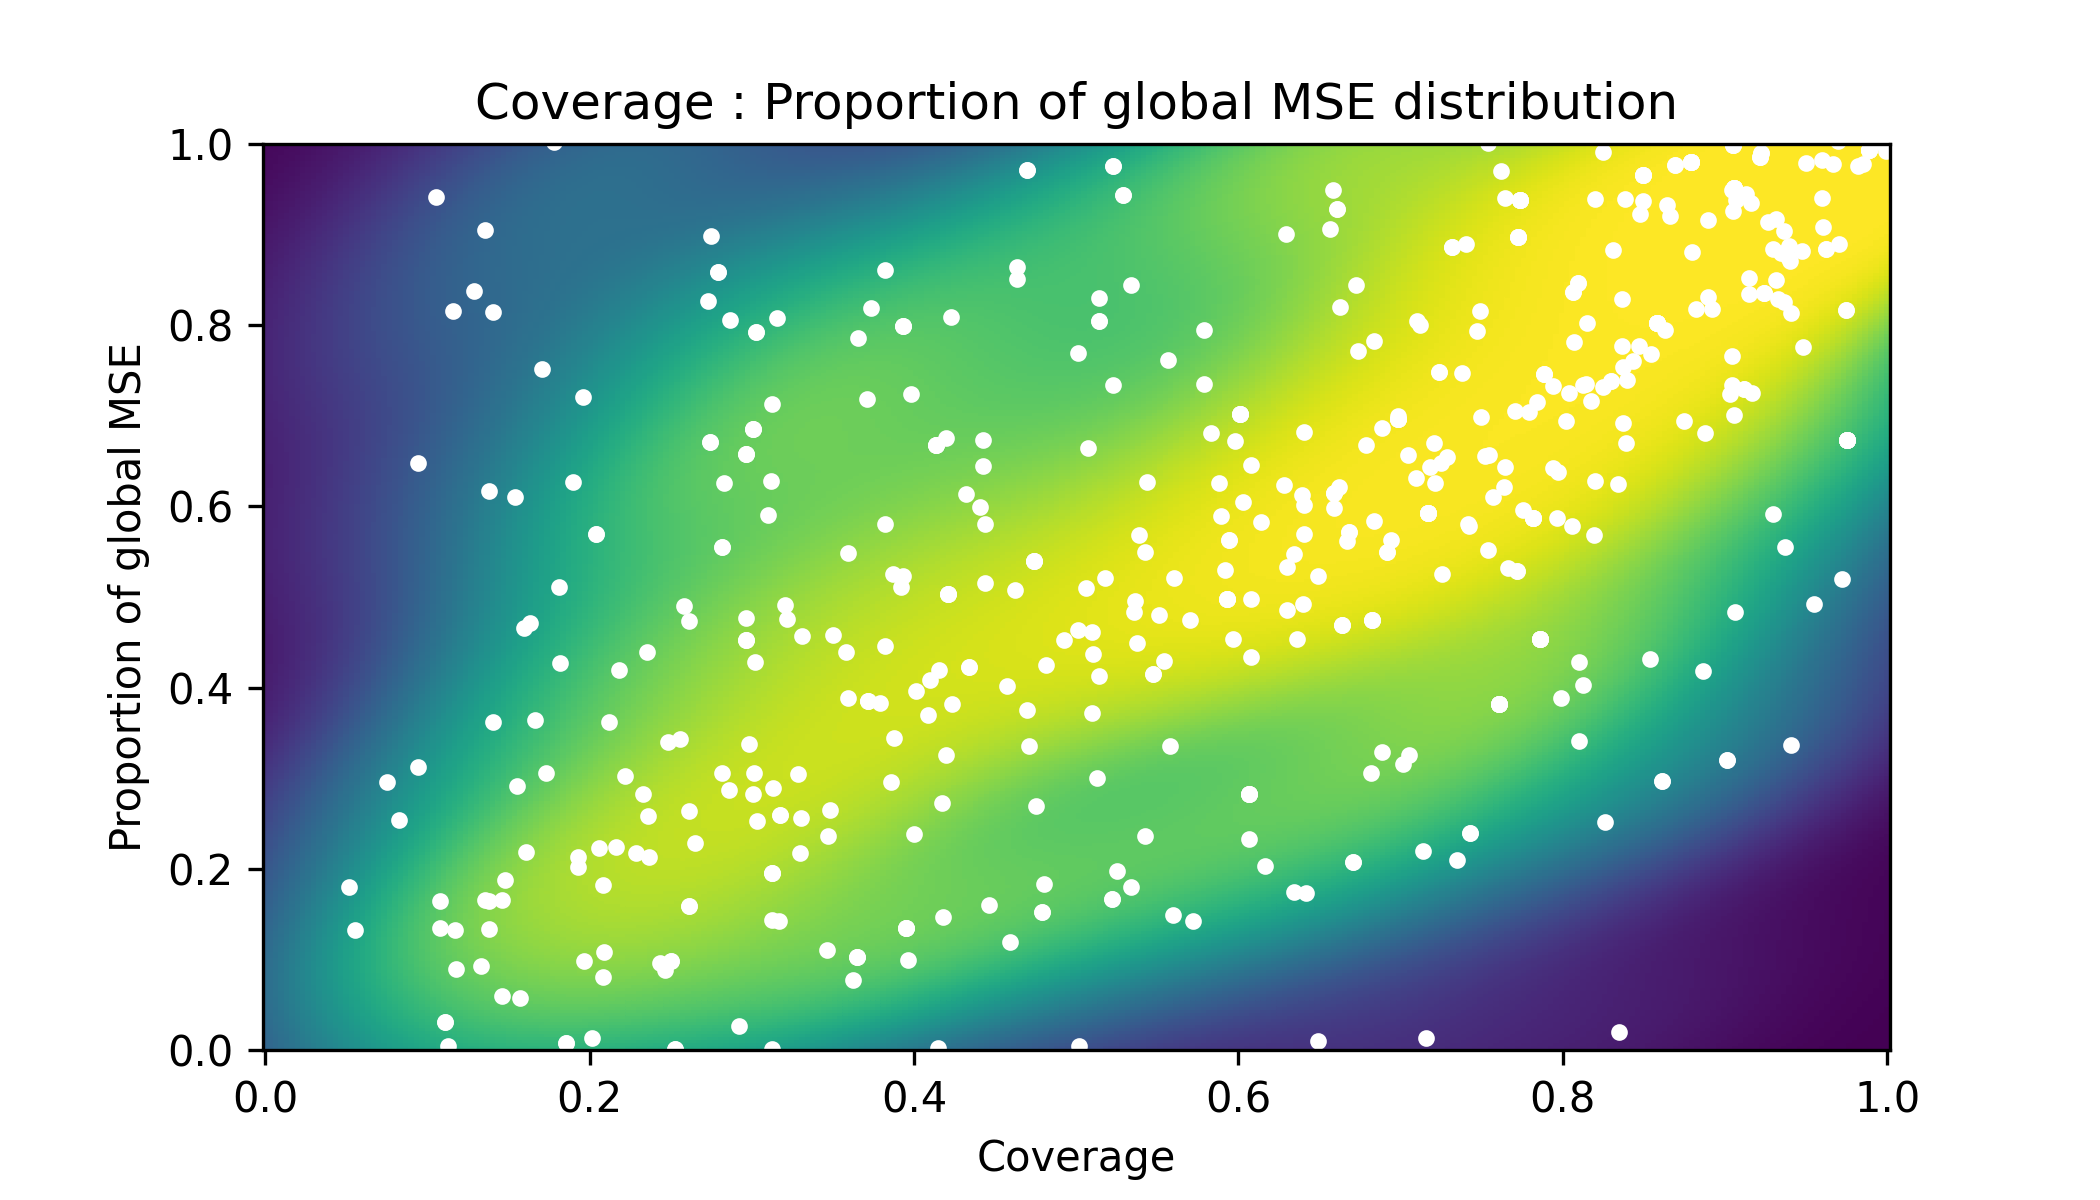 Coverage : Proportion of global MSE distribution
1.0
0.8
0.6
0.4
0.2
0.0
Proportion of global MSE
0.0 0.2 0.4 0.6 0.8 1.0
Coverage